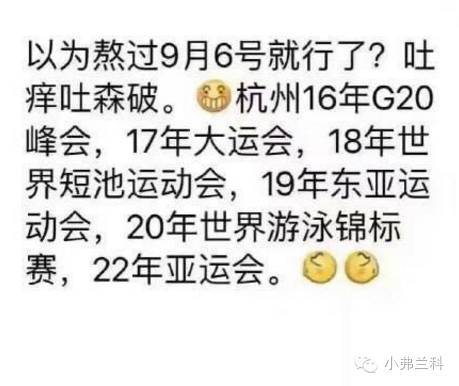 以为熬过9月6号就行了？吐
痒吐森破。😁杭州16年G20
峰会，17年大运会，18年世
界短池运动会，19年东亚运
动会，20年世界游泳锦标
赛，22年亚运会。
小弗兰科